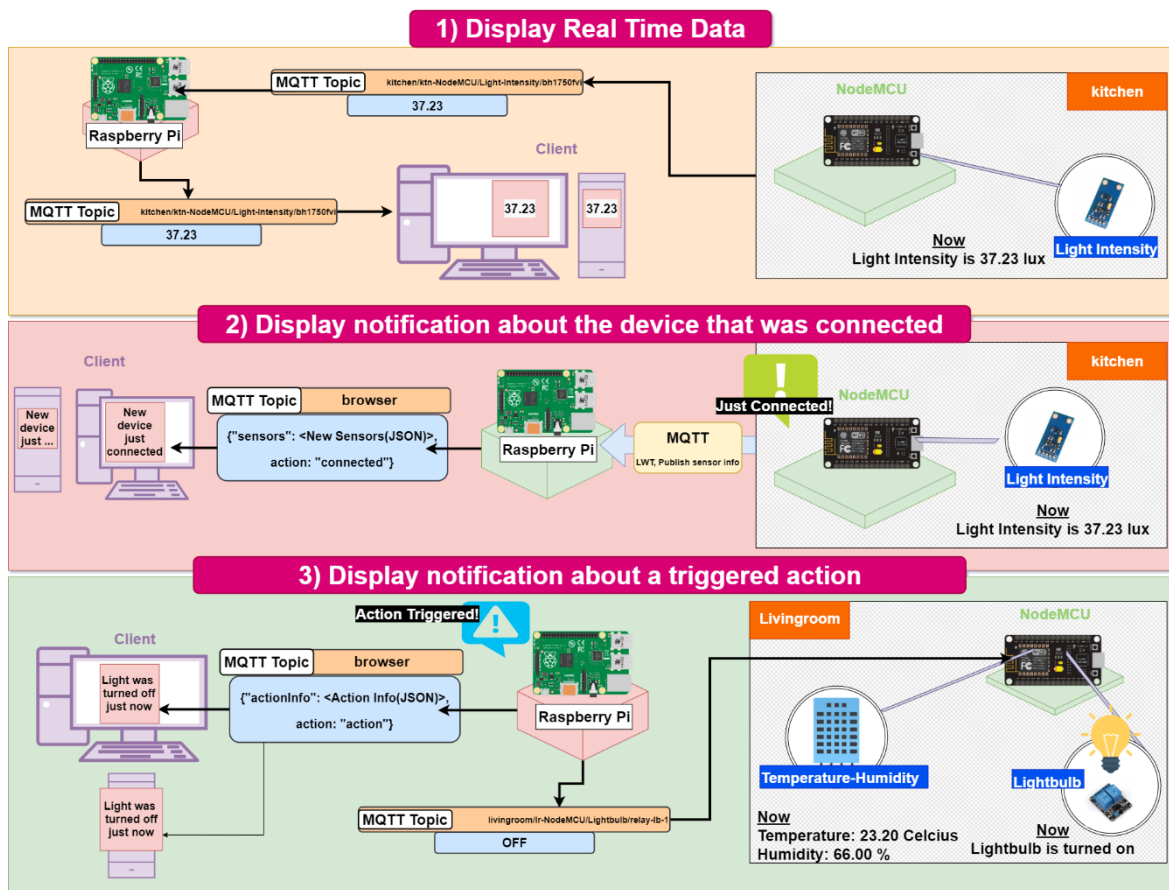 1) Display Real Time Data
MQTT Topic
kitchen/ktn-NodeMCU/Light-Intensity/bh1750fvi
37.23
Raspberry Pi
MQTT Topic
kitchen/ktn-NodeMCU/Light-Intensity/bh1750fvi
37.23
Client
37.23
37.23
NodeMCU
kitchen
Now
Light Intensity is 37.23 lux
Light Intensity
2) Display notification about the device that was connected
Client
New
device
just ...
New
device
just
connected
MQTT Topic
browser
{"sensors": <New Sensors(JSON)>,
action: "connected"}
Raspberry Pi
MQTT
LWT, Publish sensor info
Just Connected!
NodeMCU
kitchen
Light Intensity
Now
Light Intensity is 37.23 lux
3) Display notification about a triggered action
Client
Light was
turned off
just now
Light was
turned off
just now
MQTT Topic
browser
{"actionInfo": <Action Info(JSON)>,
action: "action"}
Action Triggered!
Raspberry Pi
MQTT Topic
livingroom/lr-NodeMCU/Lightbulb/relay-lb-1
OFF
Livingroom
NodeMCU
Temperature-Humidity
Now
Temperature: 23.20 Celcius
Humidity: 66.00 %
Lightbulb
Now
Lightbulb is turned on